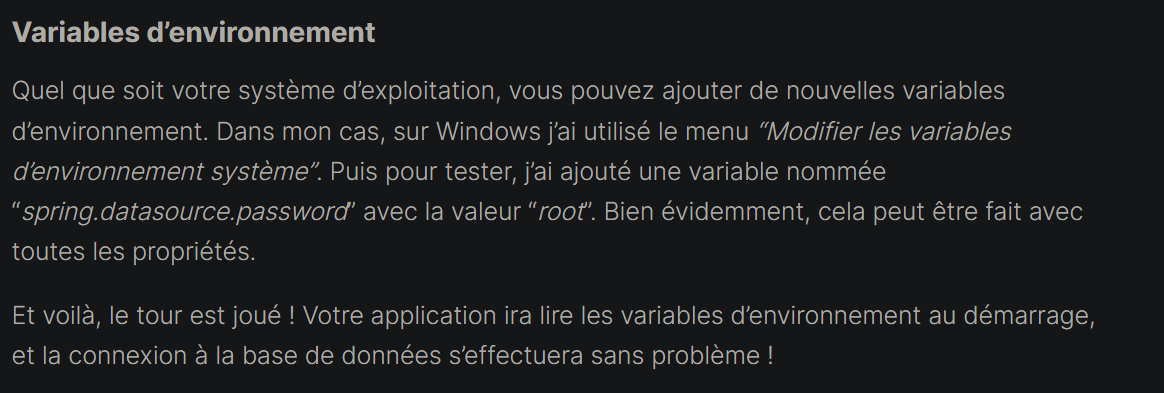 Variables d’environnement
Quel que soit votre système d’exploitation, vous pouvez ajouter de nouvelles variables
d’environnement. Dans mon cas, sur Windows j’ai utilisé le menu “Modifier les variables
d’environnement système”. Puis pour tester, j’ai ajouté une variable nommée
“spring.datasource.password” avec la valeur “root”. Bien évidemment, cela peut être fait avec
toutes les propriétés.
Et voilà, le tour est joué ! Votre application ira lire les variables d’environnement au démarrage,
et la connexion à la base de données s’effectuera sans problème !